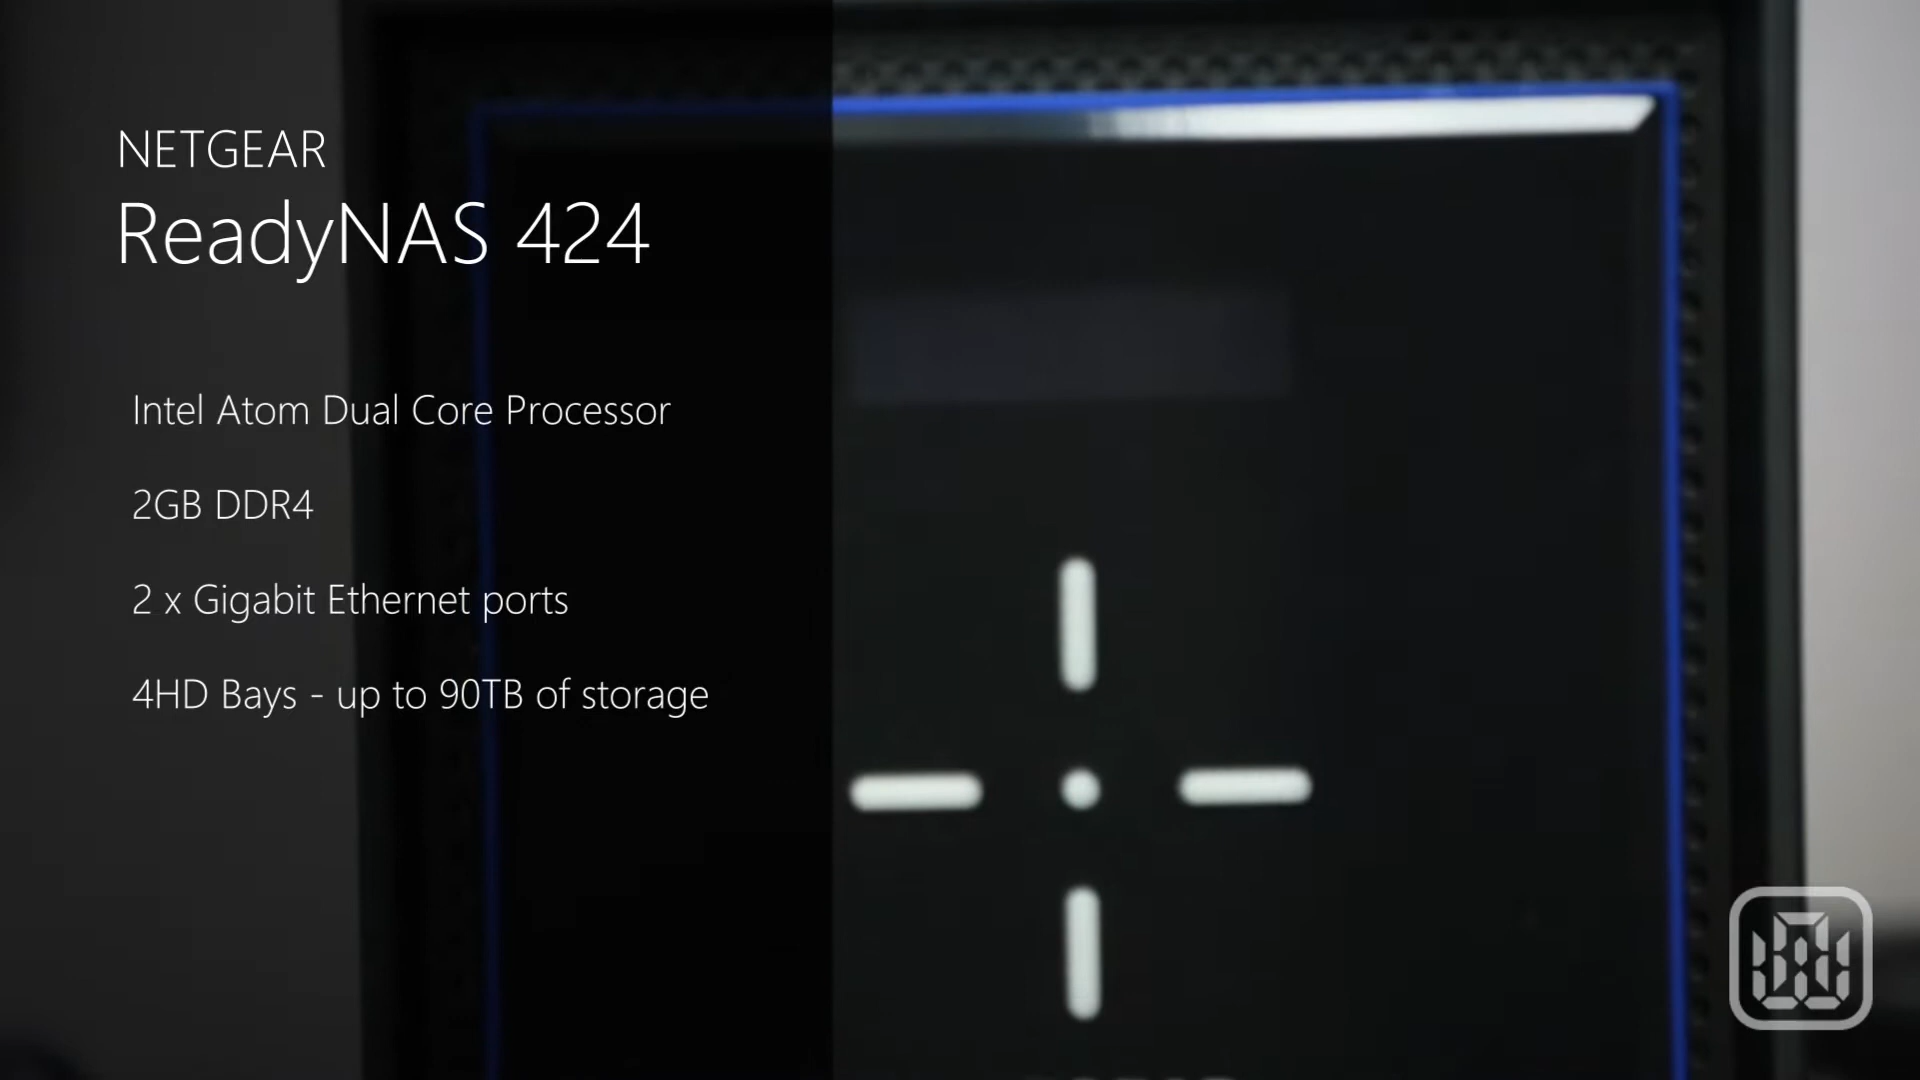 NETGEAR
ReadyNAS 424
Intel Atom Dual Core Processor
2GB DDR4
2 x Gigabit Ethernet ports
4HD Bays - up to 90TB of storage